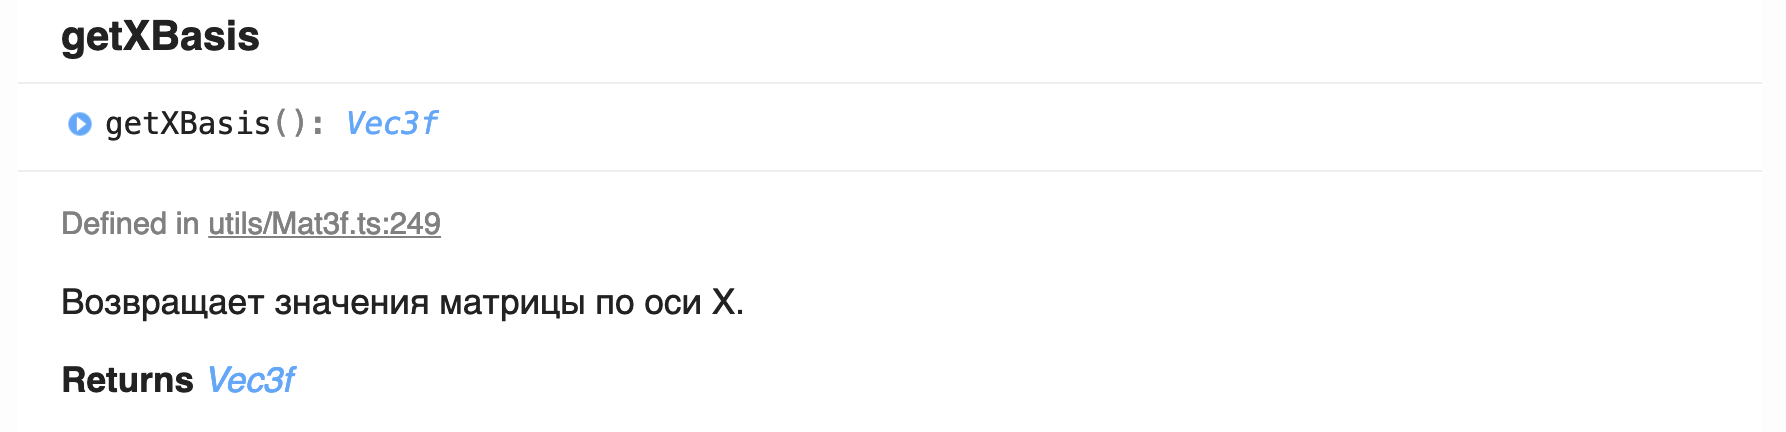 getXBasis
getXBasis(): Vec3f
Defined in utils/Mat3f.ts:249
Возвращает значения матрицы по оси X.
Returns Vec3f